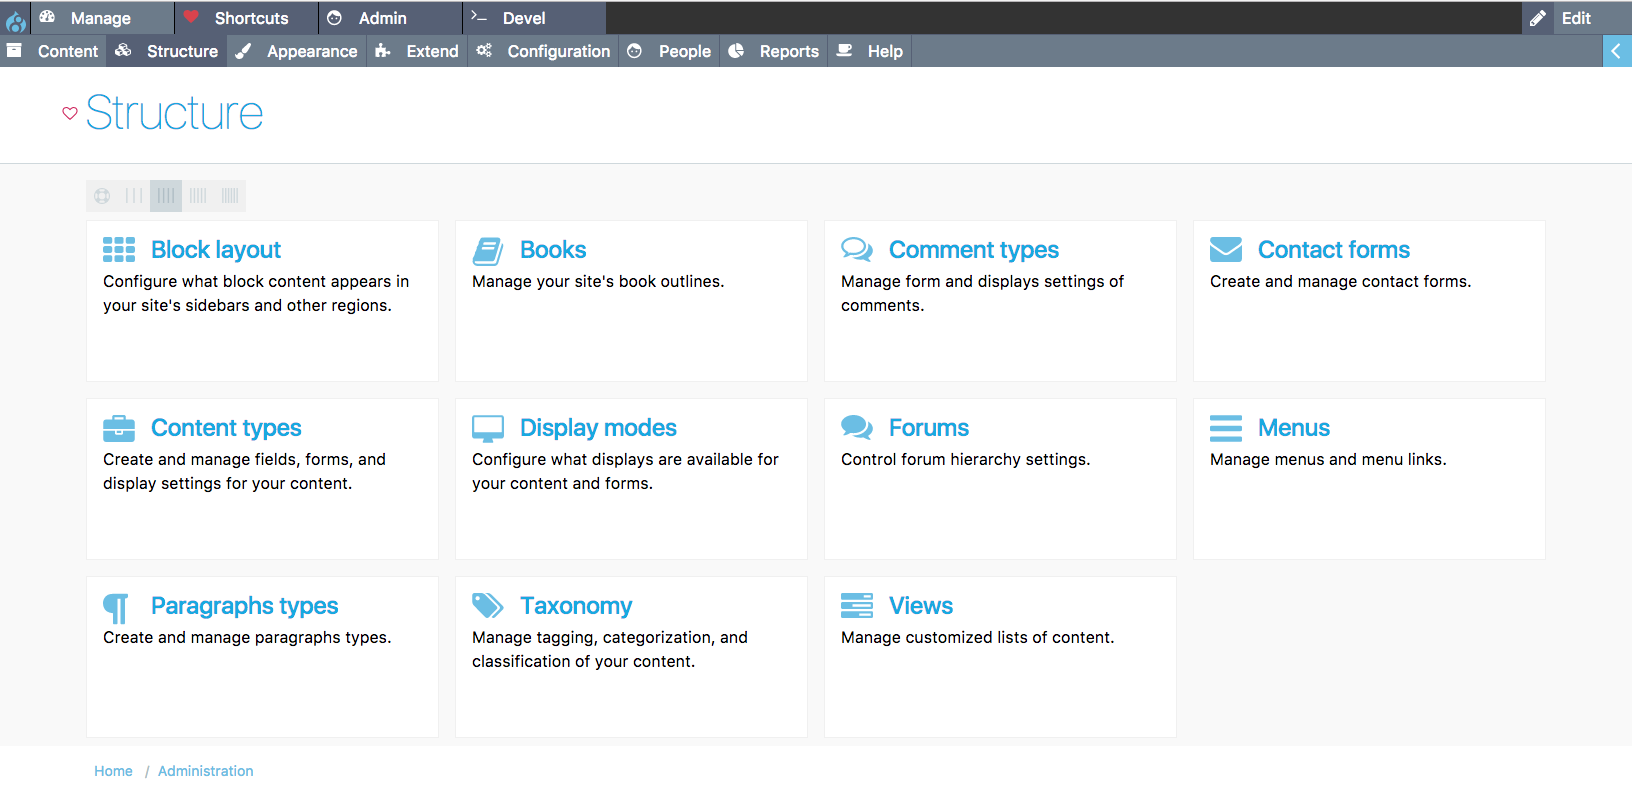 Manage Shortcuts Admin Devel Edit
Content Structure Appearance Extend Configuration People Reports Help
Structure
Block layout
Configure what block content appears in
your site's sidebars and other regions.
Books
Manage your site's book outlines.
Comment types
Manage form and displays settings of
comments.
Contact forms
Create and manage contact forms.
Content types
Create and manage fields, forms, and
display settings for your content.
Display modes
Configure what displays are available for
your content and forms.
Forums
Control forum hierarchy settings.
Menus
Manage menus and menu links.
Paragraphs types
Create and manage paragraphs types.
Taxonomy
Manage tagging, categorization, and
classification of your content.
Views
Manage customized lists of content.
Home / Administration